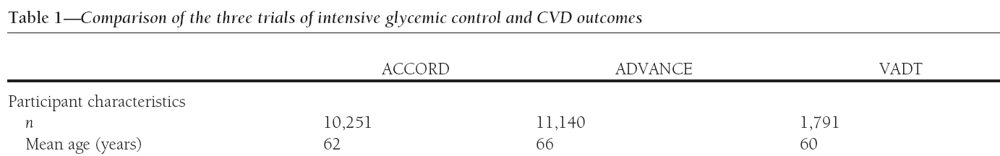 Table 1—Comparison of the three trials of intensive glycemic control and CVD outcomes
ACCORD ADVANCE VADT
Participant characteristics
n 10,251 11,140 1,791
Mean age (years) 62 66 60